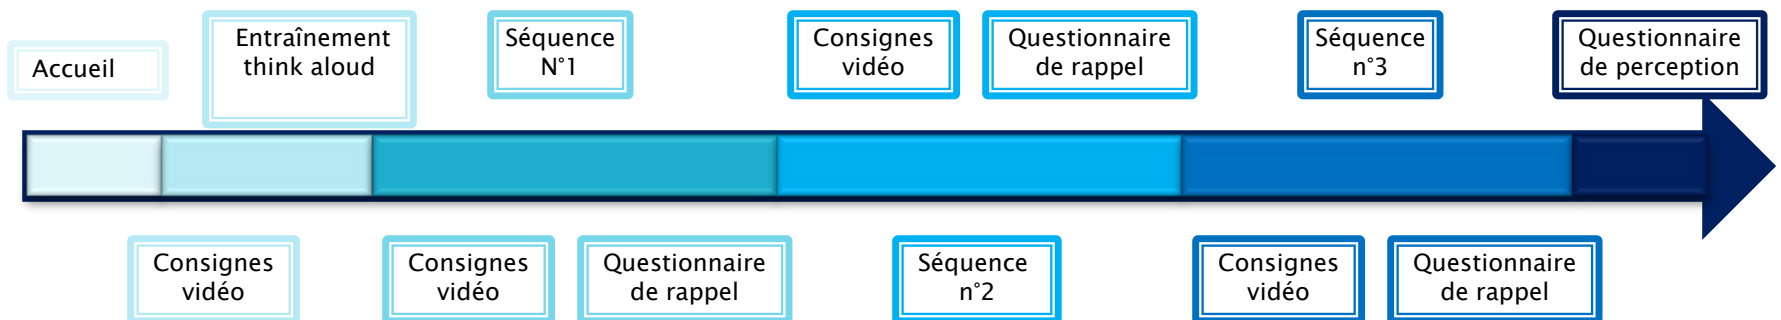 Accueil
Entraînement
think aloud
Séquence
N°1
Consignes
vidéo
Questionnaire
de rappel
Séquence
n°3
Questionnaire
de perception
Consignes
vidéo
Consignes
vidéo
Questionnaire
de rappel
Séquence
n°2
Consignes
vidéo
Questionnaire
de rappel